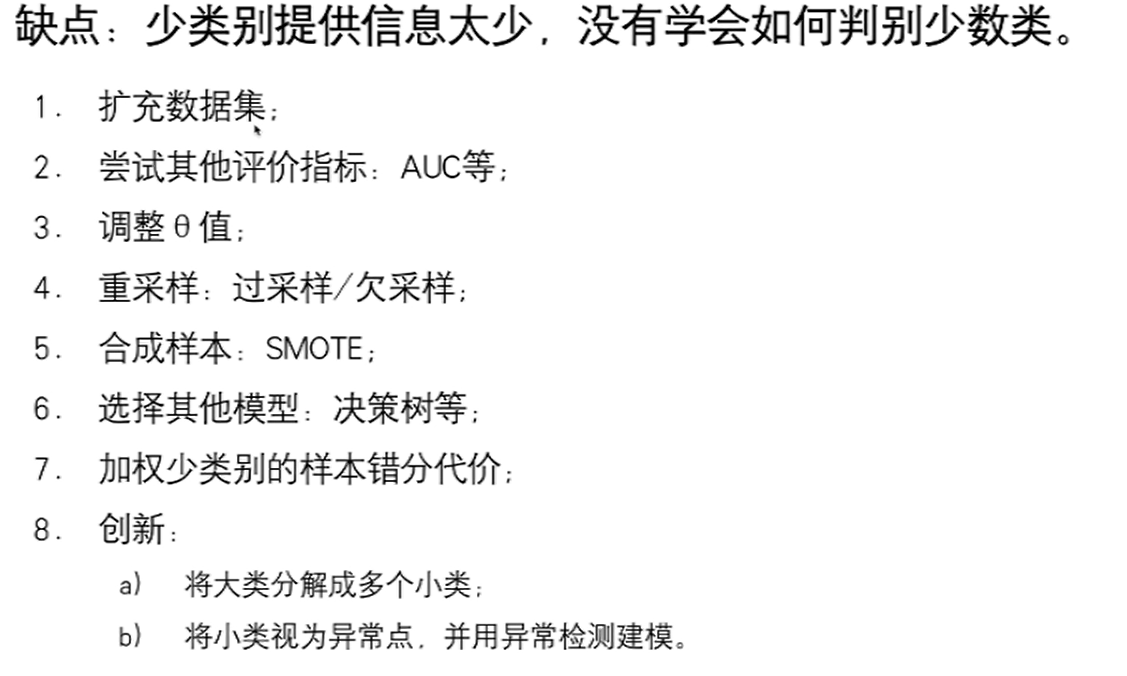 缺点：少类别提供信息太少，没有学会如何判别少数类。
1. 扩充数据集；
2. 尝试其他评价指标：AUC等；
3. 调整θ值；
4. 重采样：过采样/欠采样；
5. 合成样本：SMOTE；
6. 选择其他模型：决策树等；
7. 加权少类别的样本错分代价；
8. 创新：
a) 将大类分解成多个小类；
b) 将小类视为异常点，并用异常检测建模。